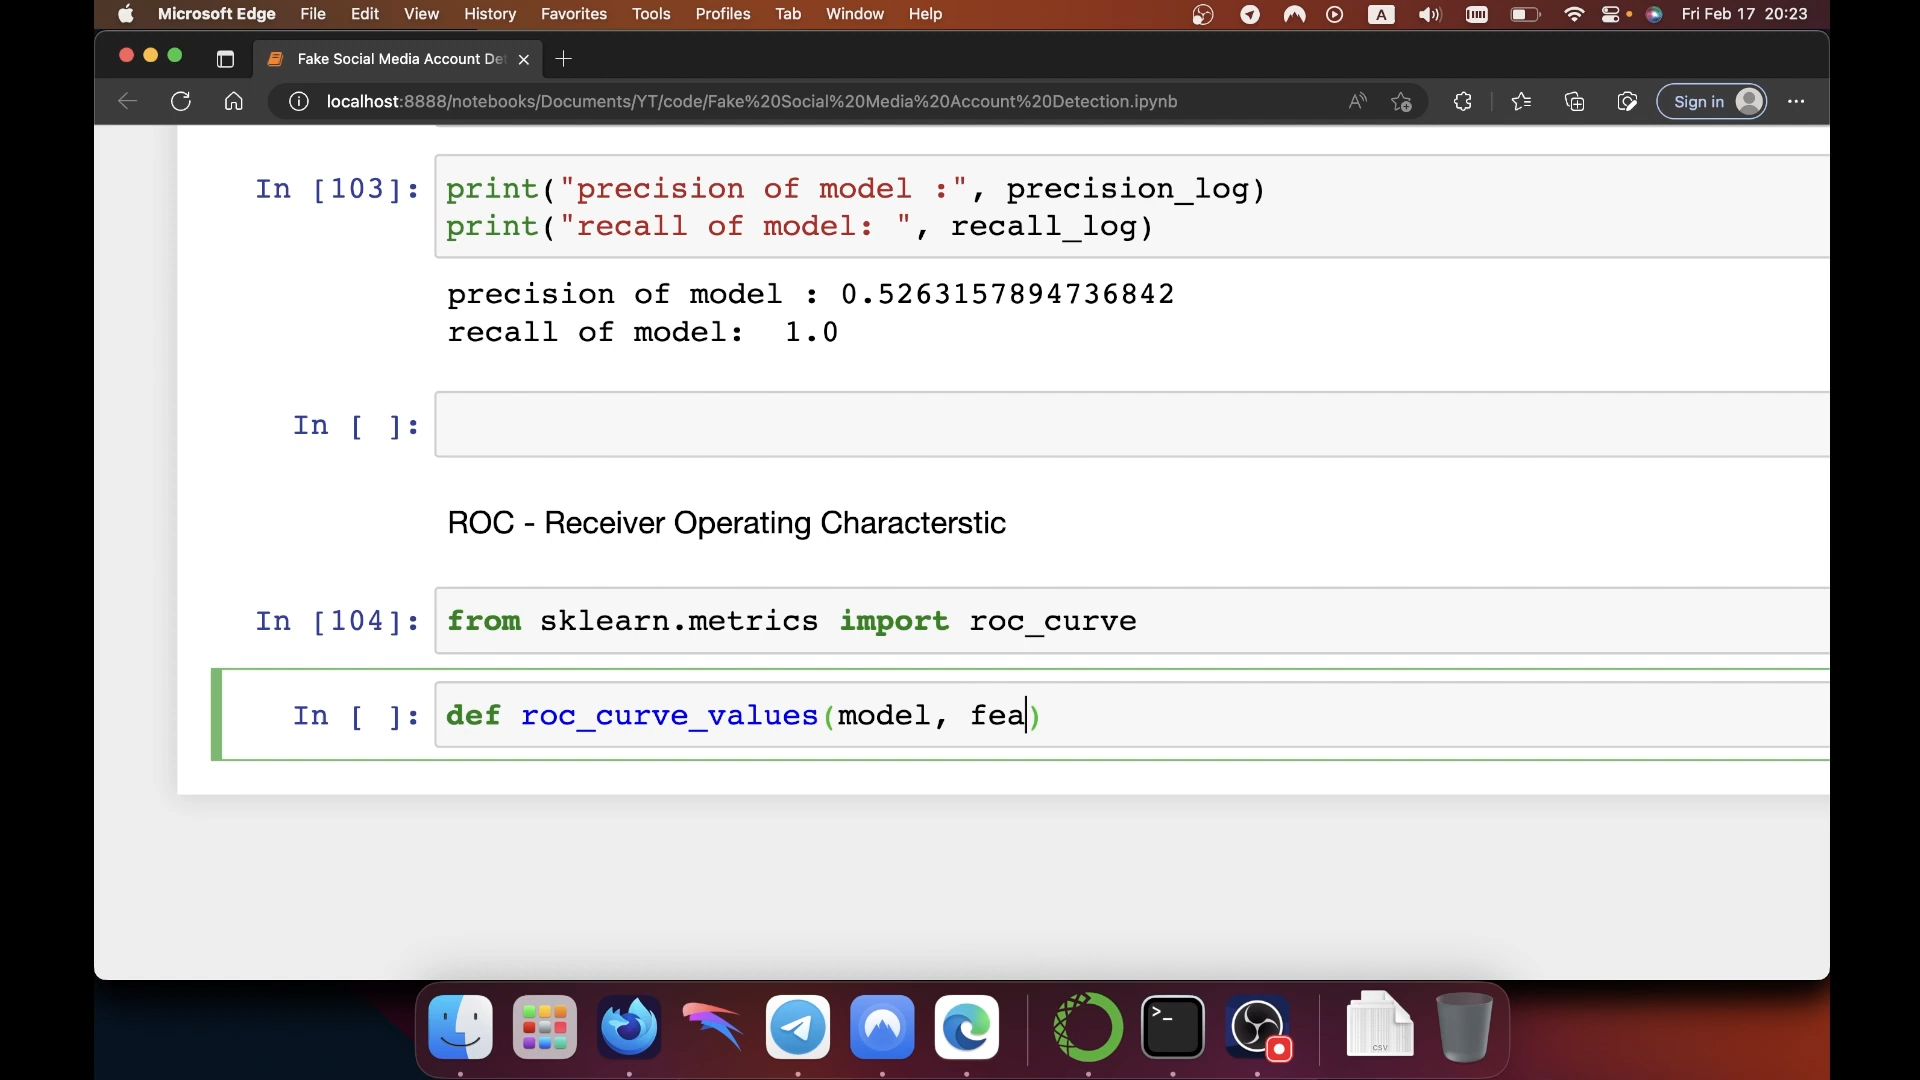 Microsoft Edge File Edit View History Favorites Tools Profiles Tab Window Help A Fri Feb 17 20:23
Fake Social Media Account Det
localhost:8888/notebooks/Documents/YT/code/Fake%20Social%20Media%20Account%20Detection.ipynb Sign in
In [103]: print("precision of model :", precision_log)
print("recall of model: ", recall_log)
precision of model : 0.5263157894736842
recall of model:  1.0
In [ ]:
ROC - Receiver Operating Characterstic
In [104]: from sklearn.metrics import roc_curve
In [ ]: def roc_curve_values(model, fea)
>_
CSV